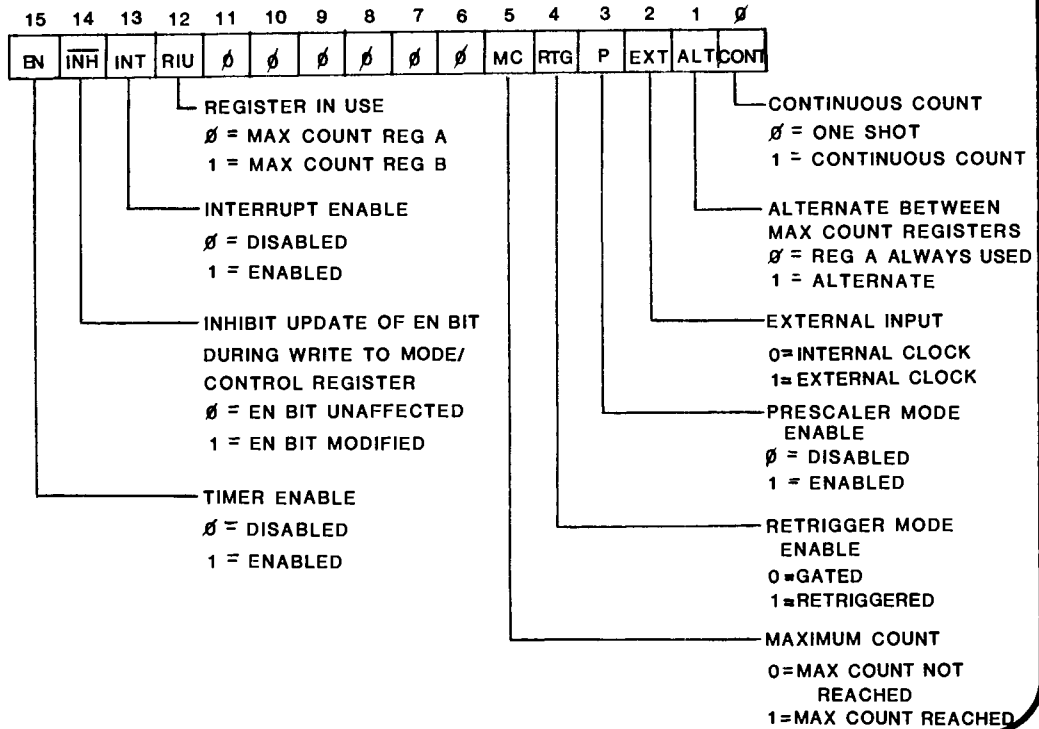 15 14 13 12 11 10 9 8 7 6 5 4 3 2 1 Ø
EN INH INT RIU Ø Ø Ø Ø Ø Ø MC RTG P EXT ALT CONT
REGISTER IN USE
Ø = MAX COUNT REG A
1 = MAX COUNT REG B
INTERRUPT ENABLE
Ø = DISABLED
1 = ENABLED
INHIBIT UPDATE OF EN BIT
DURING WRITE TO MODE/
CONTROL REGISTER
Ø = EN BIT UNAFFECTED
1 = EN BIT MODIFIED
TIMER ENABLE
Ø = DISABLED
1 = ENABLED
CONTINUOUS COUNT
Ø = ONE SHOT
1 = CONTINUOUS COUNT
ALTERNATE BETWEEN
MAX COUNT REGISTERS
Ø = REG A ALWAYS USED
1 = ALTERNATE
EXTERNAL INPUT
0=INTERNAL CLOCK
1=EXTERNAL CLOCK
PRESCALER MODE
ENABLE
Ø = DISABLED
1 = ENABLED
RETRIGGER MODE
ENABLE
0=GATED
1=RETRIGGERED
MAXIMUM COUNT
0=MAX COUNT NOT
REACHED
1=MAX COUNT REACHED